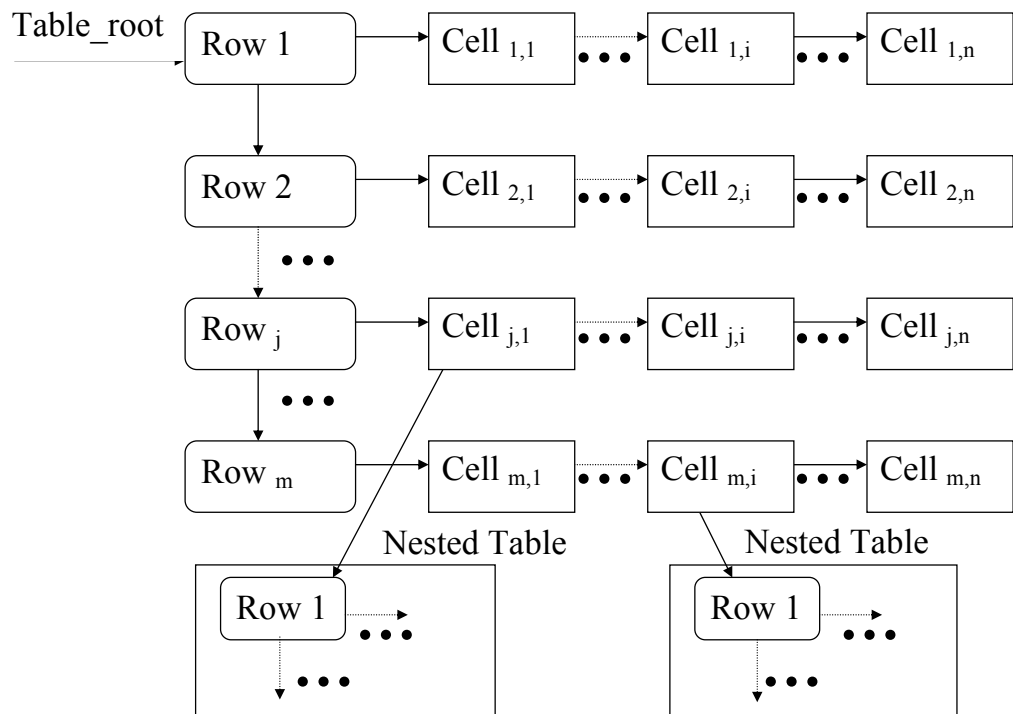 Table_root
Row 1 Cell 1,1 Cell 1,i Cell 1,n
Row 2 Cell 2,1 Cell 2,i Cell 2,n
Row j Cell j,1 Cell j,i Cell j,n
Row m Cell m,1 Cell m,i Cell m,n
Nested Table Nested Table
Row 1 Row 1